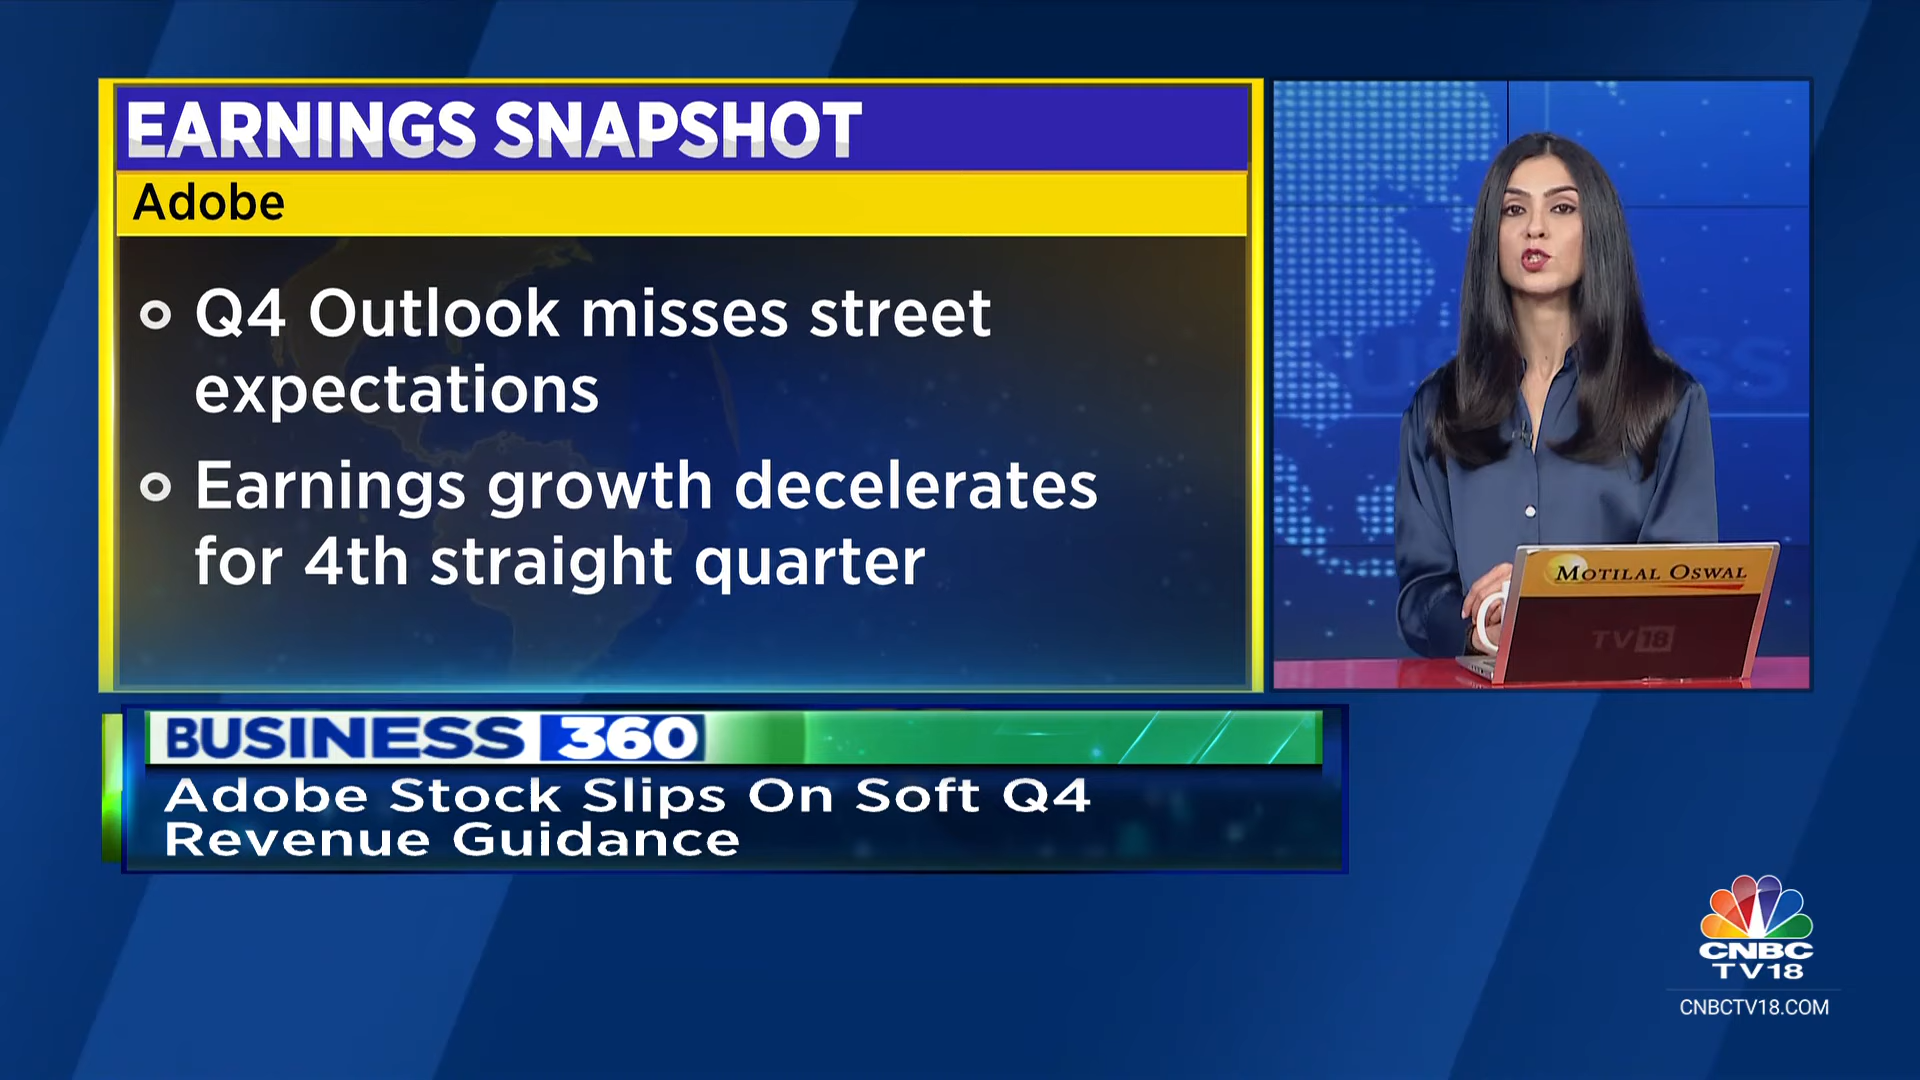 EARNINGS SNAPSHOT
Adobe
Q4 Outlook misses street
expectations
Earnings growth decelerates
for 4th straight quarter
BUSINESS 360
Adobe Stock Slips On Soft Q4
Revenue Guidance
MOTILAL OSWAL
TV18
CNBC
TV18
CNBCTV18.COM